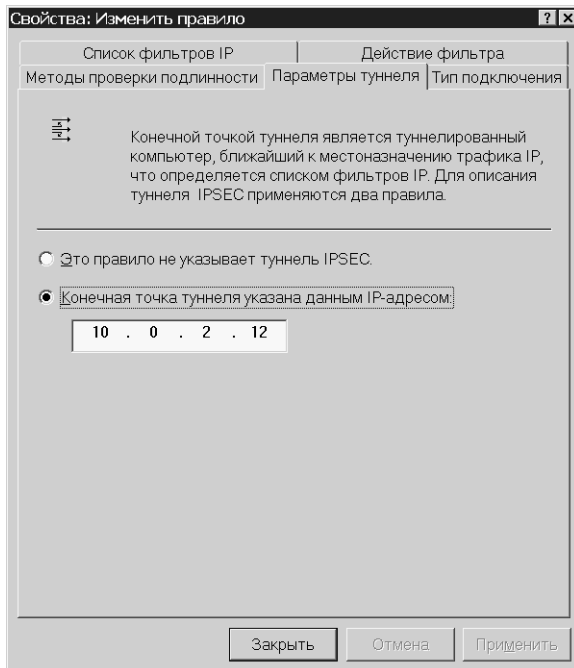 Свойства: Изменить правило
Список фильтров IP
Действие фильтра
Методы проверки подлинности
Параметры туннеля
Тип подключения
Конечной точкой туннеля является туннелированный
компьютер, ближайший к местоназначению трафика IP,
что определяется списком фильтров IP. Для описания
туннеля IPSEC применяются два правила.
Это правило не указывает туннель IPSEC.
Конечная точка туннеля указана данным IP-адресом:
10 . 0 . 2 . 12
Закрыть
Отмена
Применить